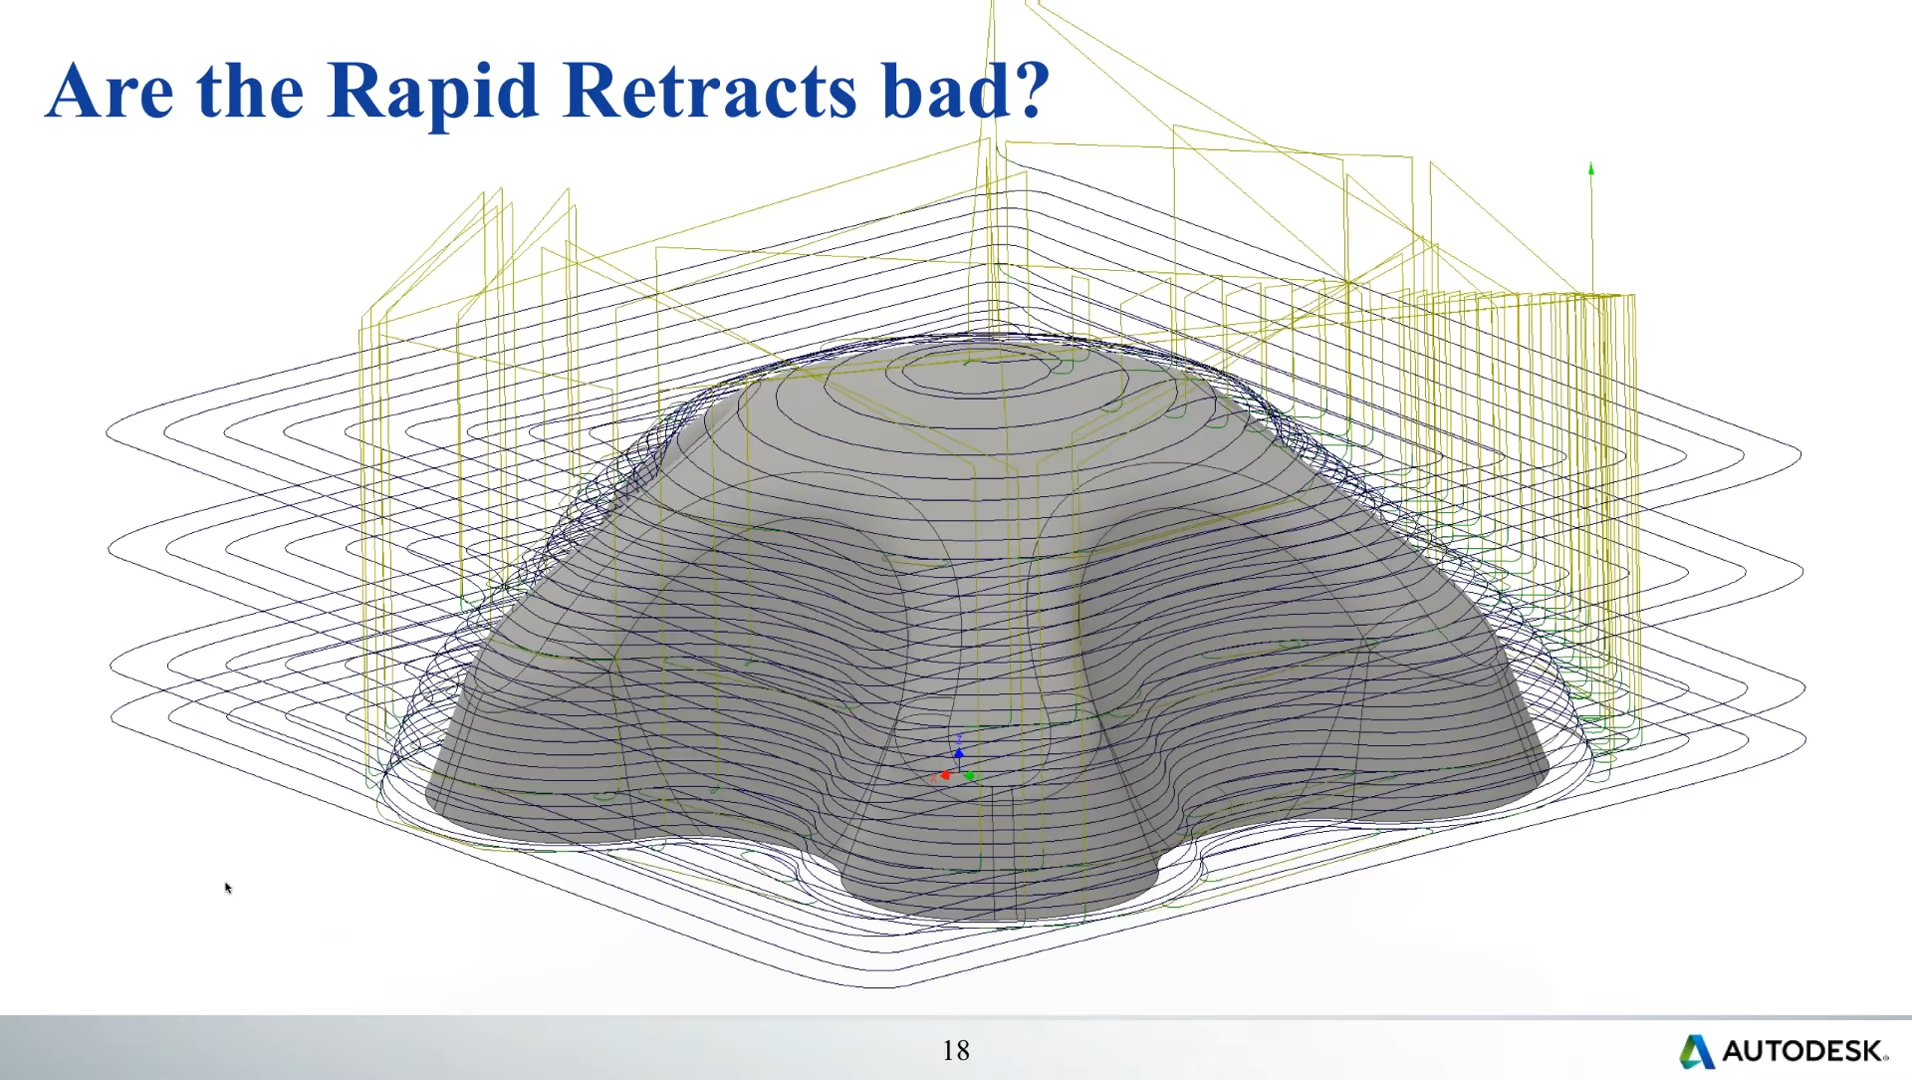 Are the Rapid Retracts bad?
Z
X
18
AUTODESK.